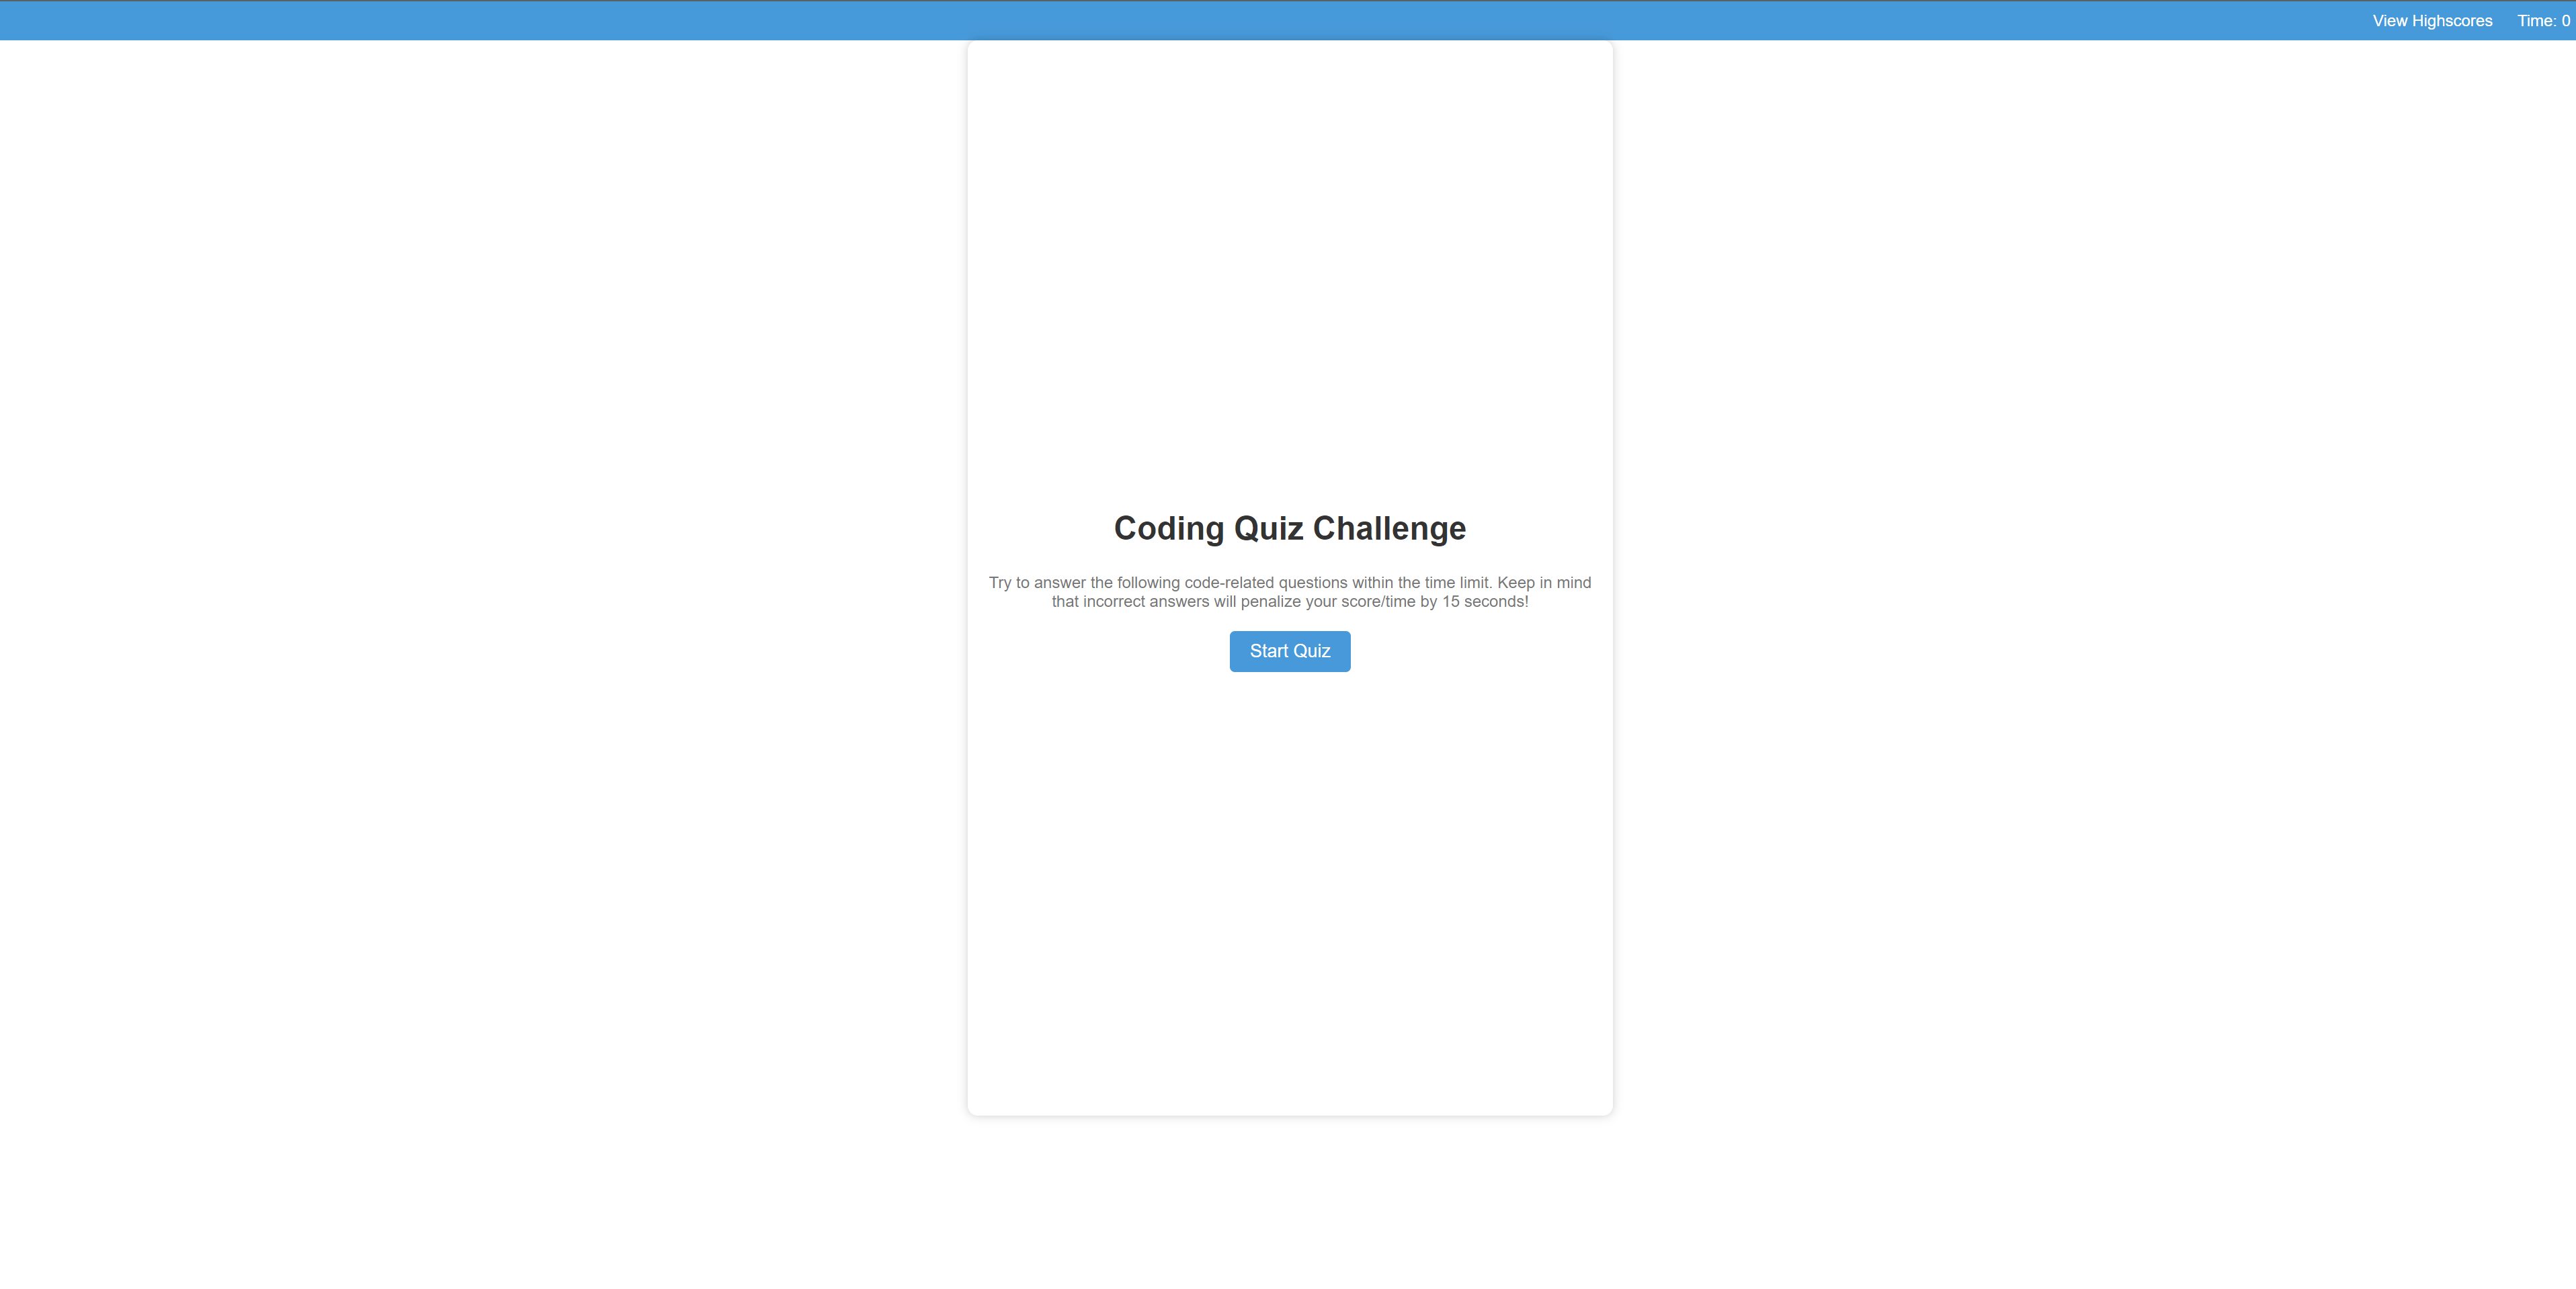 View Highscores Time: 0
Coding Quiz Challenge
Try to answer the following code-related questions within the time limit. Keep in mind
that incorrect answers will penalize your score/time by 15 seconds!
Start Quiz